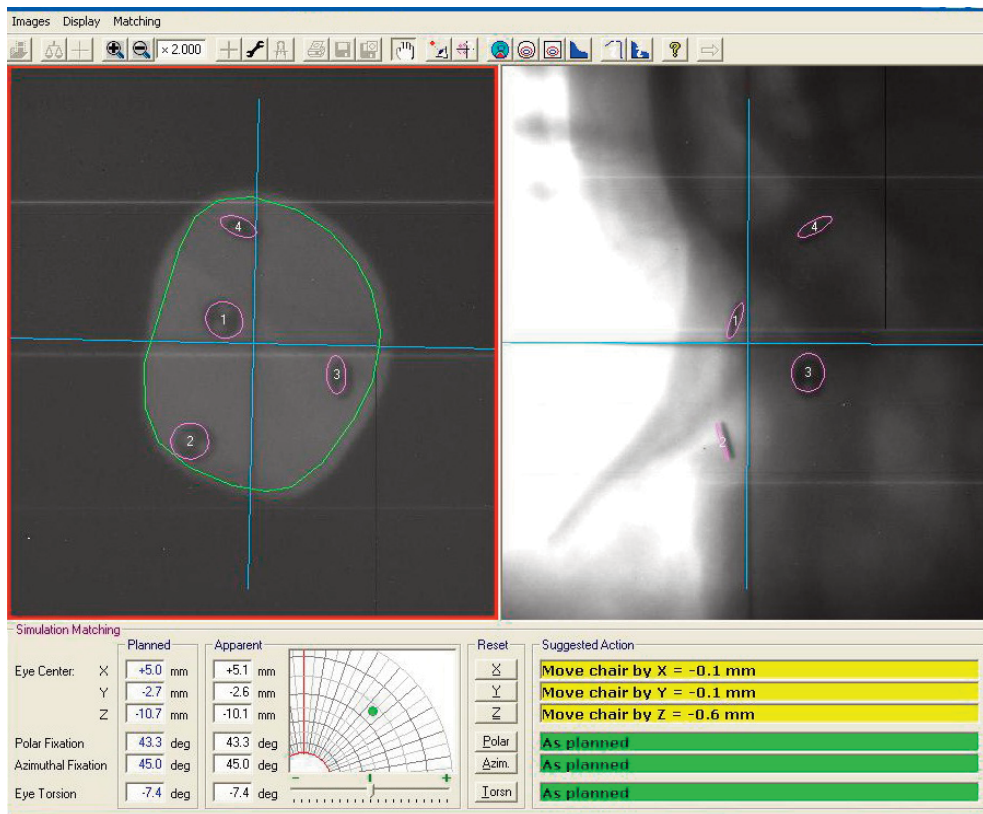 Images Display Matching
× 2.000
4
1
3
2
4
1
3
2
Simulation Matching
Planned Apparent Reset Suggested Action
Eye Center: X +5.0 mm +5.1 mm X Move chair by X = -0.1 mm
Y -2.7 mm -2.6 mm Y Move chair by Y = -0.1 mm
Z -10.7 mm -10.1 mm Z Move chair by Z = -0.6 mm
Polar Fixation 43.3 deg 43.3 deg Polar As planned
Azimuthal Fixation 45.0 deg 45.0 deg Azim. As planned
- +
Eye Torsion -7.4 deg -7.4 deg Torsn As planned